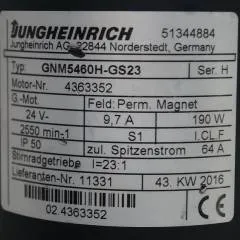 JUNGHEINRICH 51344884
Jungheinrich AG, 22844 Norderstedt, Germany
Typ: GNM5460H-GS23 Ser. H
Motor-Nr. 4363352
G.-Mot. Feld: Perm. Magnet
24 V- 9,7 A 190 W
2550 min-1 S1 I.CL F
IP 50 zul. Spitzenstrom 64 A
Stirnradgetriebe I=23:1
Lieferanten-Nr. 11331 43. KW 2016
02.4363352